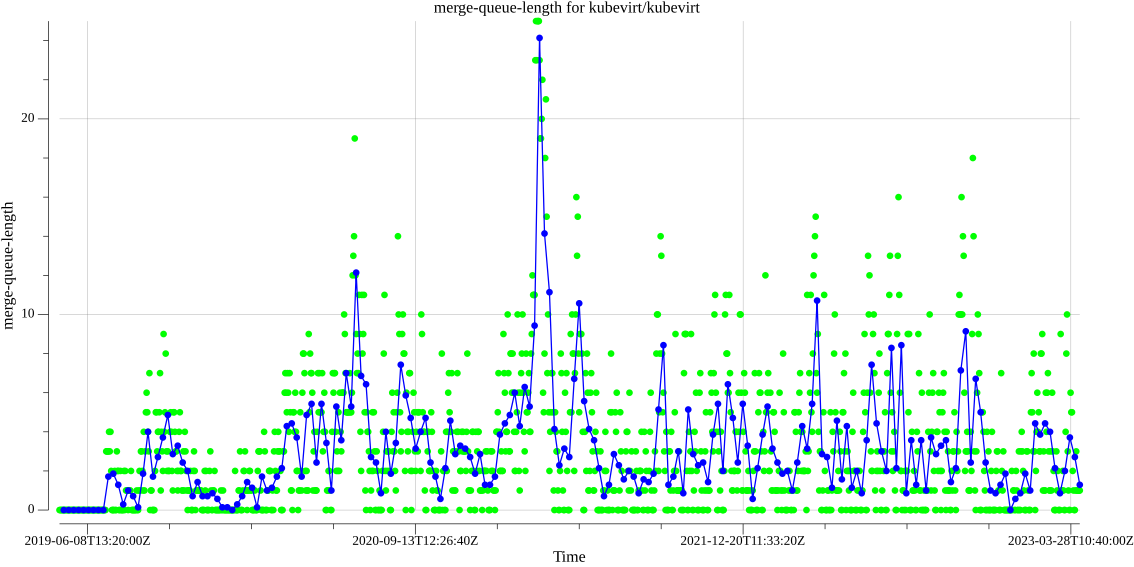 merge-queue-length for kubevirt/kubevirt
20
10
0
merge-queue-length
2019-06-08T13:20:00Z
2020-09-13T12:26:40Z
2021-12-20T11:33:20Z
2023-03-28T10:40:00Z
Time